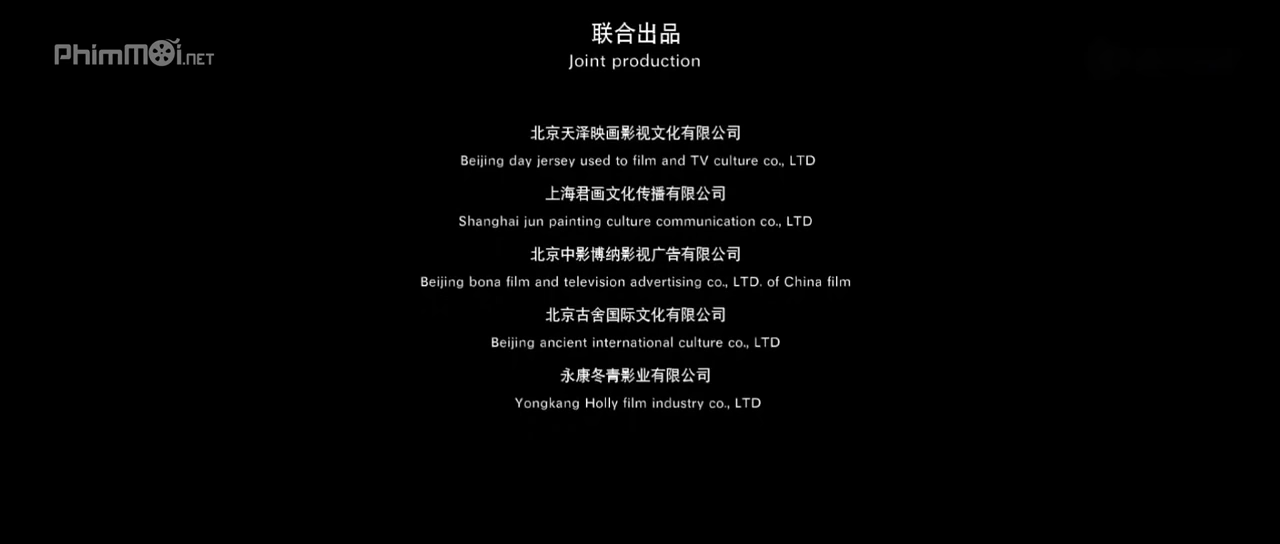 PhimMỗi.NET
联合出品
Joint production
北京天泽映画影视文化有限公司
Beijing day jersey used to film and TV culture co., LTD
上海君画文化传播有限公司
Shanghai jun painting culture communication co., LTD
北京中影博纳影视广告有限公司
Beijing bona film and television advertising co., LTD. of China film
北京古舍国际文化有限公司
Beijing ancient international culture co., LTD
永康冬青影业有限公司
Yongkang Holly film industry co., LTD